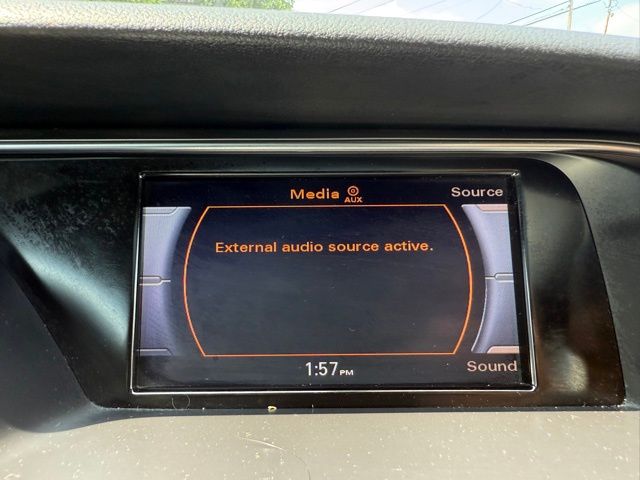 Media AUX
Source
External audio source active.
1:57 PM
Sound